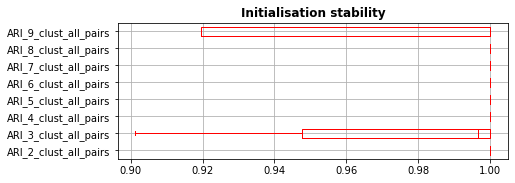 Initialisation stability
ARI_9_clust_all_pairs
ARI_8_clust_all_pairs
ARI_7_clust_all_pairs
ARI_6_clust_all_pairs
ARI_5_clust_all_pairs
ARI_4_clust_all_pairs
ARI_3_clust_all_pairs
ARI_2_clust_all_pairs
0.90 0.92 0.94 0.96 0.98 1.00